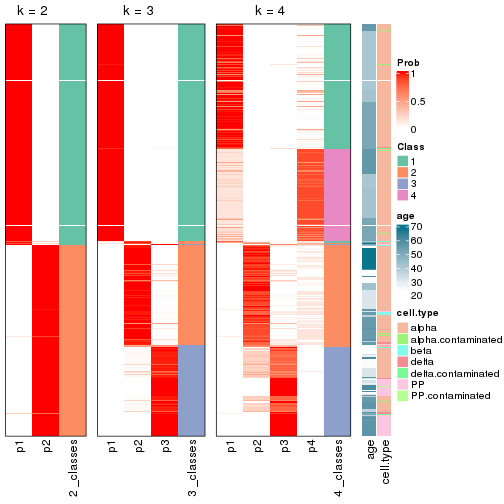 k = 2
k = 3
k = 4
p1
p2
2_classes
p1
p2
p3
3_classes
p1
p2
p3
p4
4_classes
age
cell.type
Prob
1
0.5
0
Class
1
2
3
4
age
70
60
50
40
30
20
cell.type
alpha
alpha.contaminated
beta
delta
delta.contaminated
PP
PP.contaminated